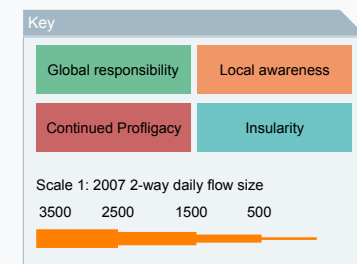 Key
Global responsibility Local awareness
Continued Profligacy Insularity
Scale 1: 2007 2-way daily flow size
3500 2500 1500 500